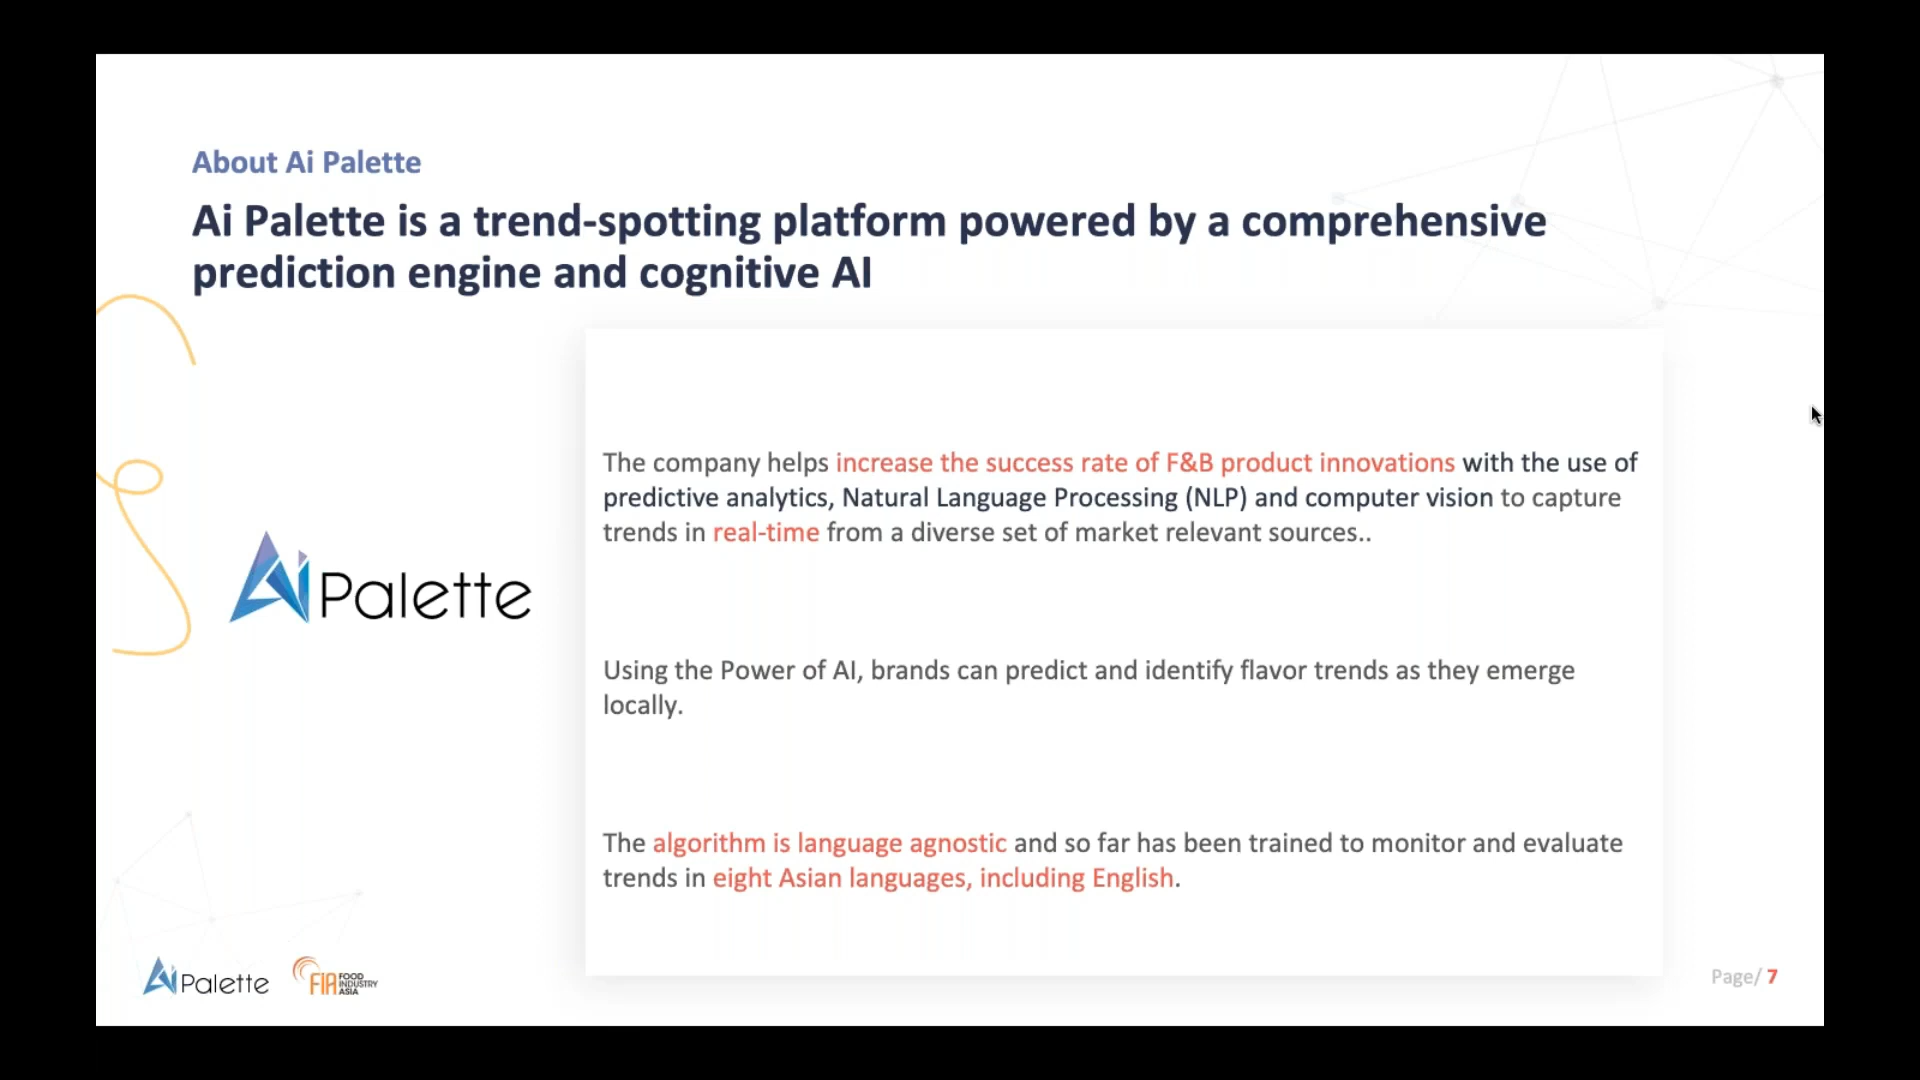 About Ai Palette
Ai Palette is a trend-spotting platform powered by a comprehensive
prediction engine and cognitive AI
The company helps increase the success rate of F&B product innovations with the use of
predictive analytics, Natural Language Processing (NLP) and computer vision to capture
trends in real-time from a diverse set of market relevant sources..
Ai Palette
Using the Power of AI, brands can predict and identify flavor trends as they emerge
locally.
The algorithm is language agnostic and so far has been trained to monitor and evaluate
trends in eight Asian languages, including English.
Ai Palette
FIA FOOD
INDUSTRY
ASIA
Page/ 7